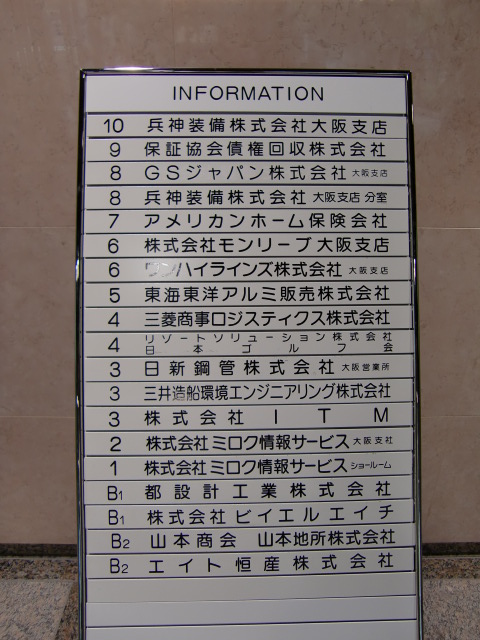 INFORMATION
10 兵神装備株式会社大阪支店
9 保証協会債権回収株式会社
8 GSジャパン株式会社 大阪支店
8 兵神装備株式会社 大阪支店 分室
7 アメリカンホーム保険会社
6 株式会社モンリーブ大阪支店
6 ワンハイラインズ株式会社 大阪支店
5 東海東洋アルミ販売株式会社
4 三菱商事ロジスティクス株式会社
4 リゾートソリューション株式会社
日本ゴルフ会
3 日新鋼管株式会社 大阪営業所
3 三井造船環境エンジニアリング株式会社
3 株式会社ITM
2 株式会社ミロク情報サービス 大阪支社
1 株式会社ミロク情報サービス ショールーム
B1 都設計工業株式会社
B1 株式会社ビイエルエイチ
B2 山本商会 山本地所株式会社
B2 エイト恒産株式会社